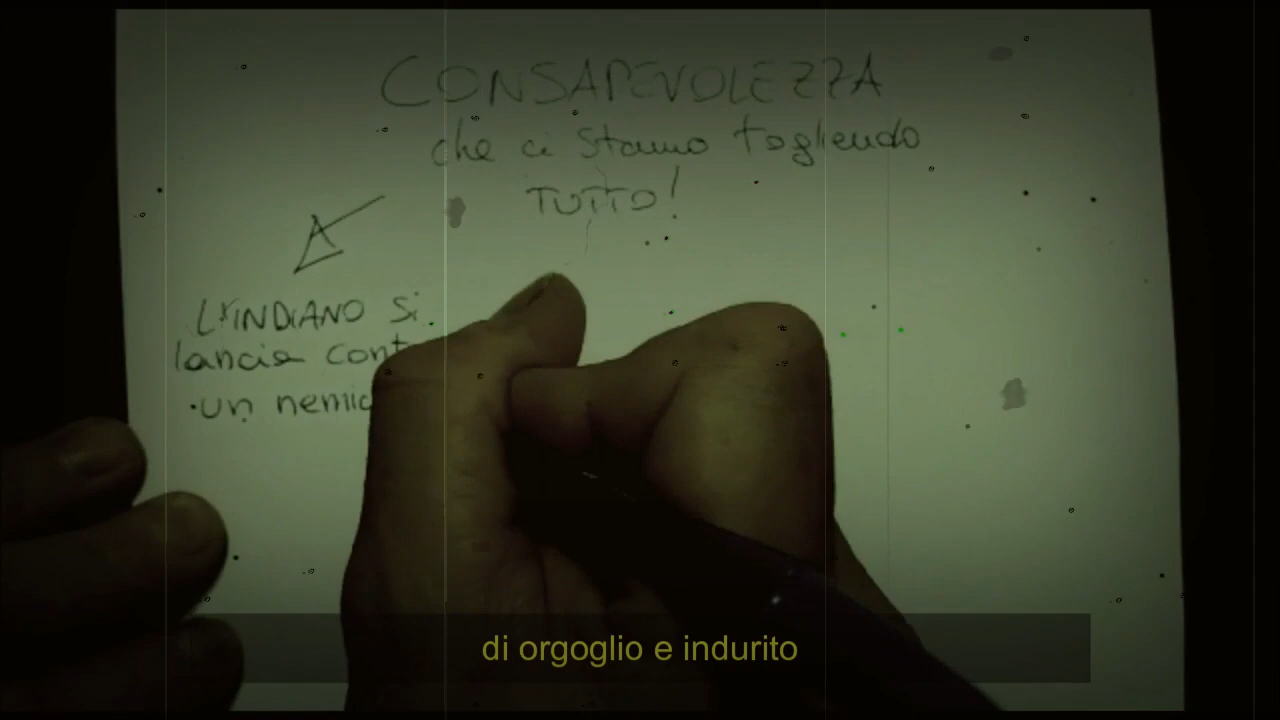 CONSAPEVOLEZZA
che ci stanno togliendo
TUTTO!
L'INDIANO Si
lancia
un
di orgoglio e indurito